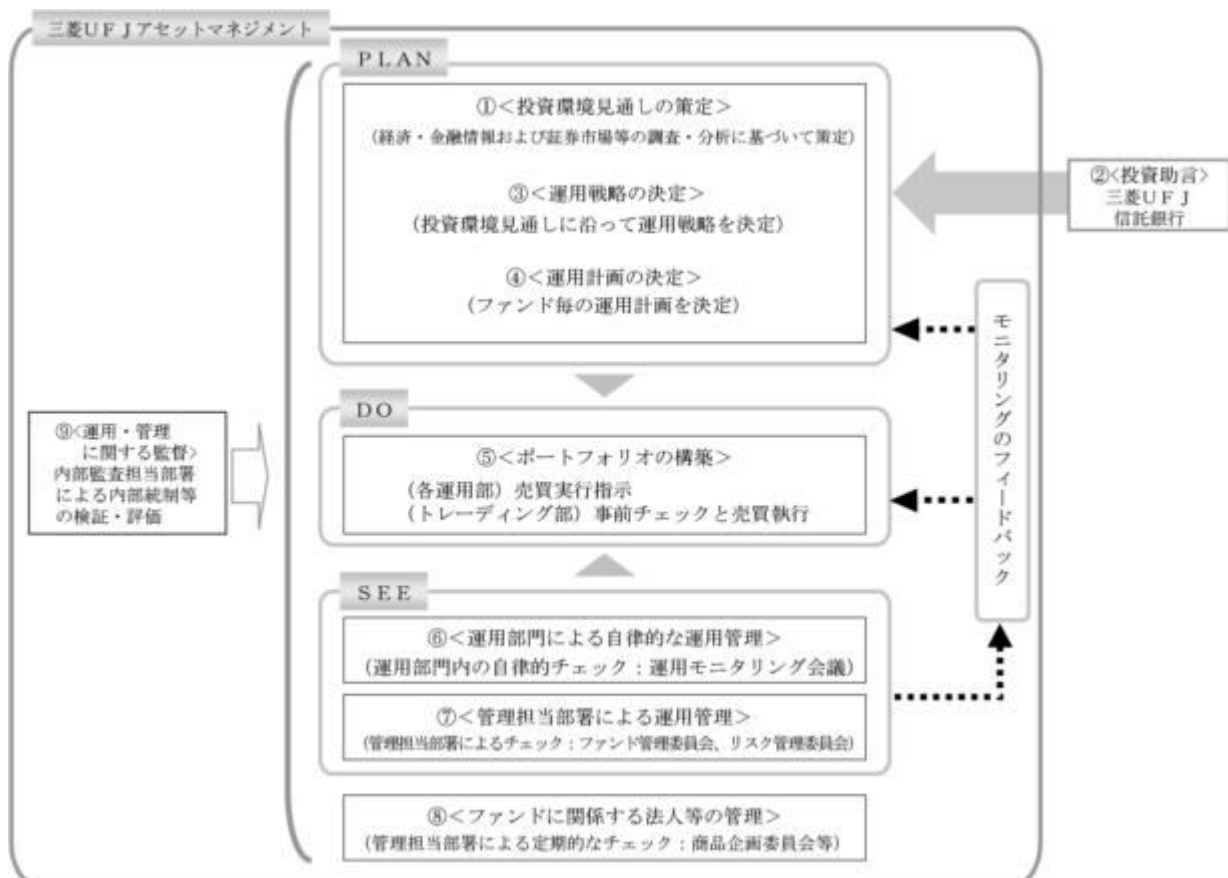 三菱ＵＦＪアセットマネジメント
ＰＬＡＮ
①＜投資環境見通しの策定＞
(経済・金融情報および証券市場等の調査・分析に基づいて策定)
②<投資助言>
三菱ＵＦＪ
信託銀行
③＜運用戦略の決定＞
(投資環境見通しに沿って運用戦略を決定)
④＜運用計画の決定＞
(ファンド毎の運用計画を決定)
モニタリングのフィードバック
ＤＯ
⑤＜ポートフォリオの構築＞
(各運用部）売買実行指示
(トレーディング部）事前チェックと売買執行
⑨<運用・管理
に関する監督>
内部監査担当部署
による内部統制等
の検証・評価
ＳＥＥ
⑥＜運用部門による自律的な運用管理＞
(運用部門内の自律的チェック：運用モニタリング会議)
⑦＜管理担当部署による運用管理＞
(管理担当部署によるチェック：ファンド管理委員会、リスク管理委員会)
⑧＜ファンドに関係する法人等の管理＞
(管理担当部署による定期的なチェック：商品企画委員会等)